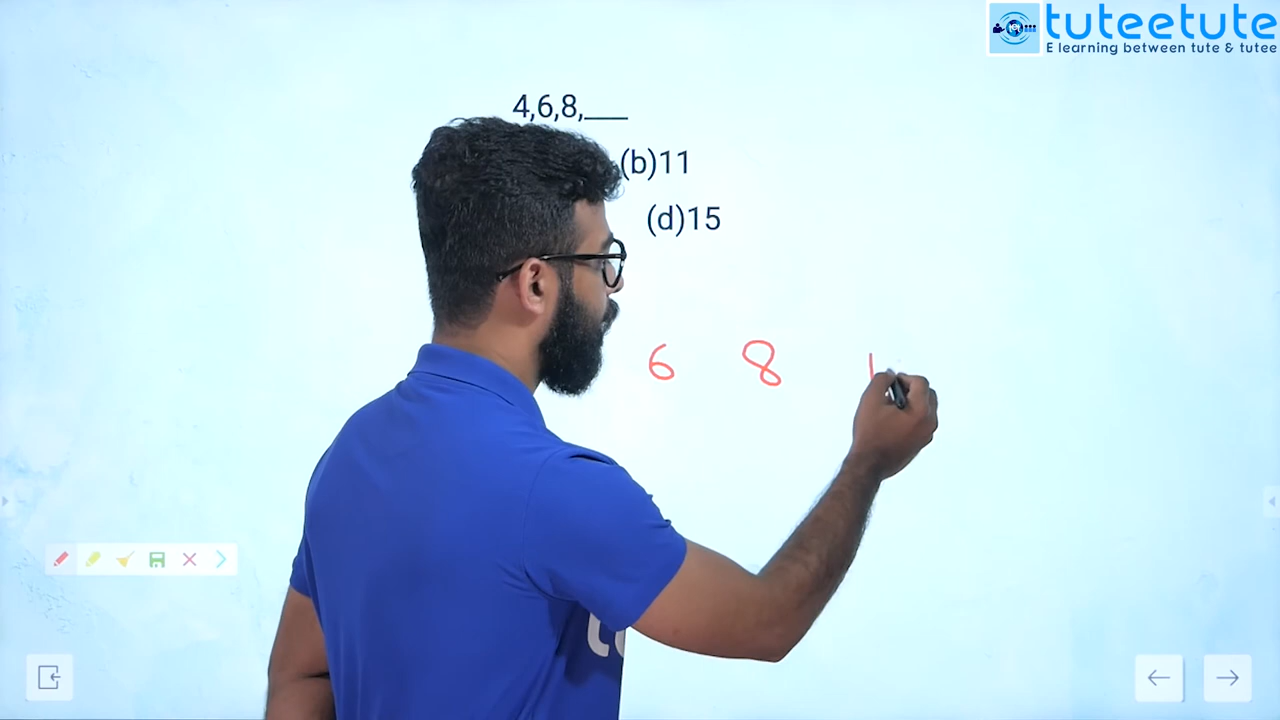 tuteetute
E learning between tute & tutee
4,6,8,___
(b)11
(d)15
6 8